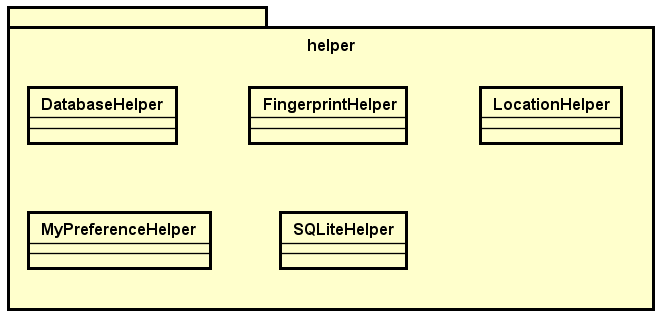 helper
DatabaseHelper
FingerprintHelper
LocationHelper
MyPreferenceHelper
SQLiteHelper